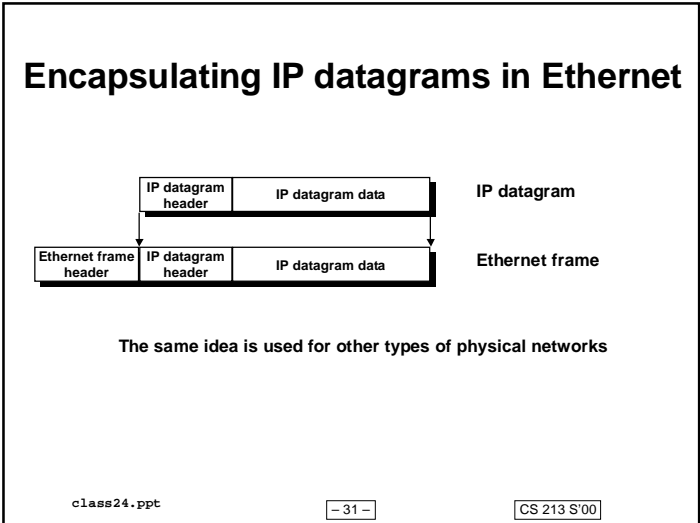 Encapsulating IP datagrams in Ethernet
IP datagram
header
IP datagram data
IP datagram
Ethernet frame
header
IP datagram
header
IP datagram data
Ethernet frame
The same idea is used for other types of physical networks
class24.ppt
– 31 –
CS 213 S'00